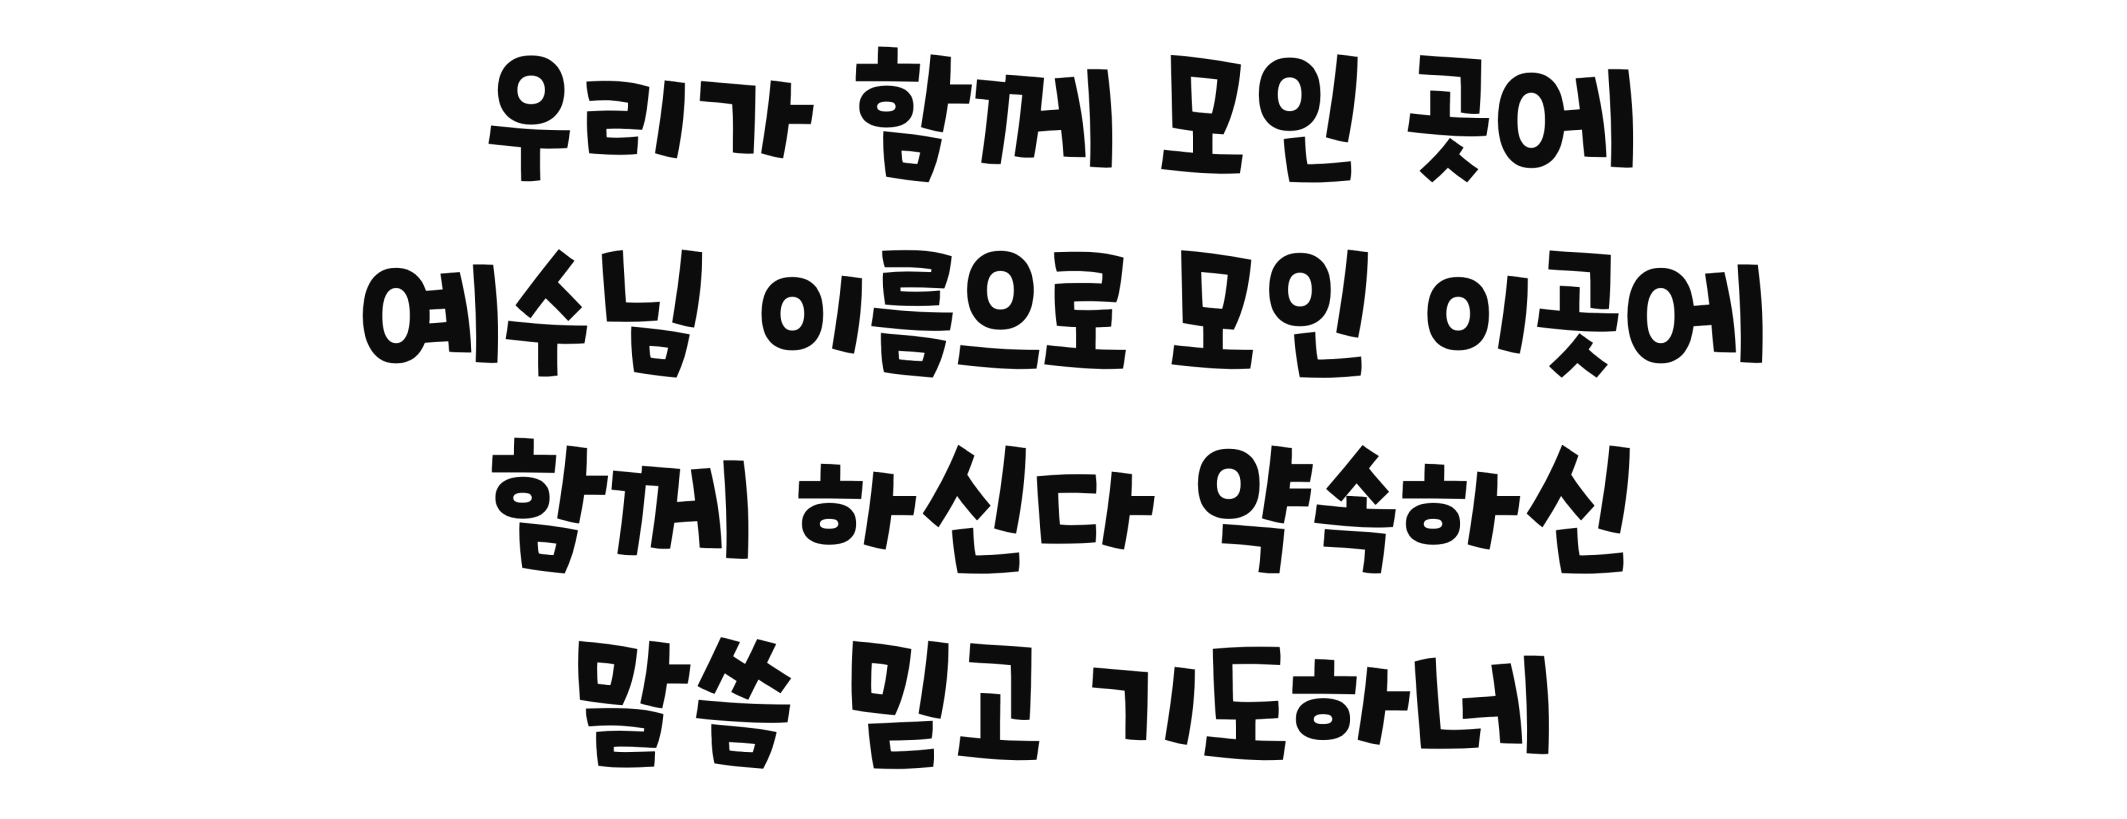 우리가 함께 모인 곳에
예수님 이름으로 모인 이곳에
함께 하신다 약속하신
말씀 믿고 기도하네